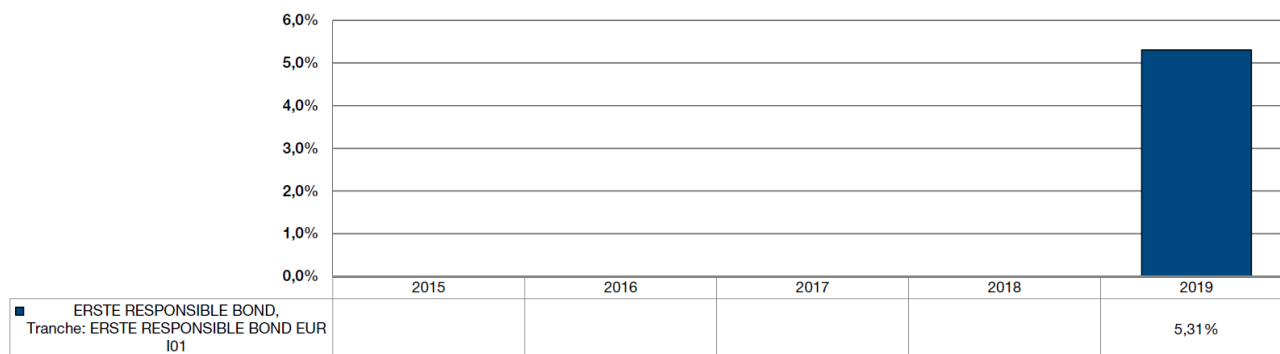 6,0%
5,0%
4,0%
3,0%
2,0%
1,0%
0,0%
2015 2016 2017 2018 2019
ERSTE RESPONSIBLE BOND,
Tranche: ERSTE RESPONSIBLE BOND EUR
I01
5,31%